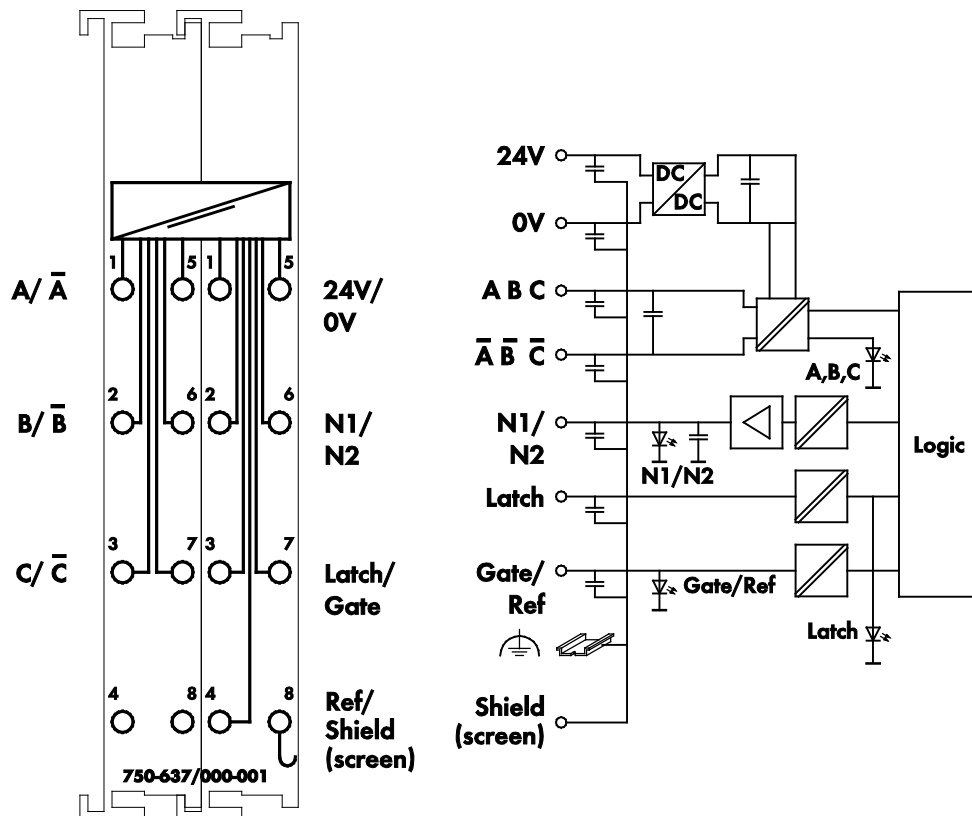 1 5 1 5
A/ A̅
24V/
0V
2 6 2 6
B/ B̅
N1/
N2
3 7 3 7
C/ C̅
Latch/
Gate
4 8 4 8
Ref/
Shield
(screen)
750-637/000-001
24V
DC
DC
0V
A B C
A̅ B̅ C̅
A,B,C
N1/
N2
N1/N2
Logic
Latch
Gate/
Ref
Gate/Ref
Latch
Shield
(screen)